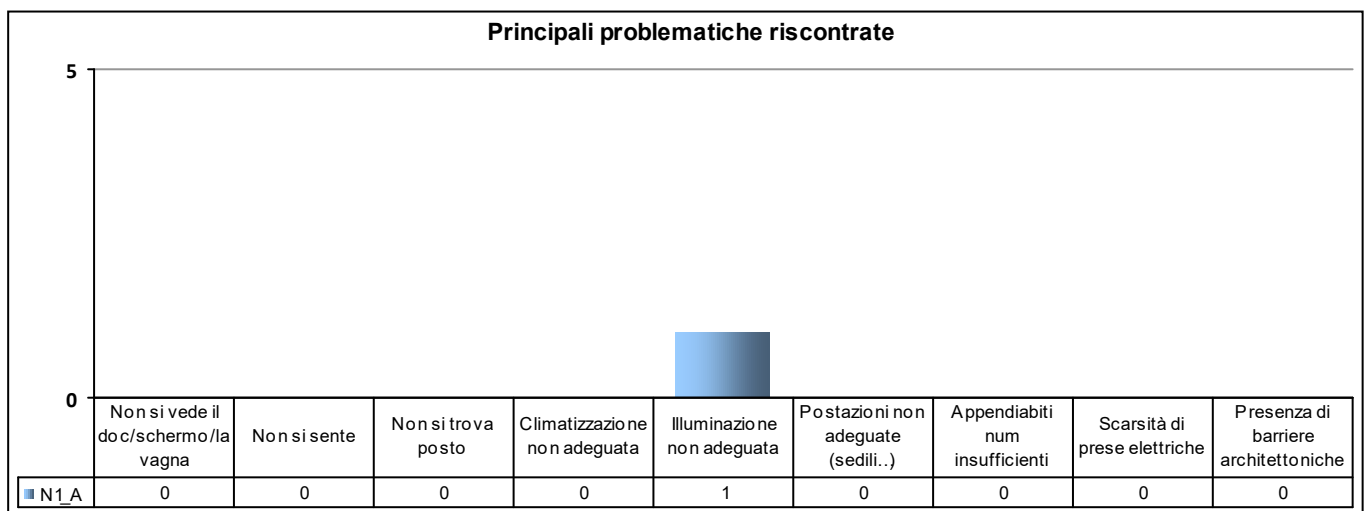 Principali problematiche riscontrate
5
0
Non si vede il
doc/schermo/la
vagna
Non si sente
Non si trova
posto
Climatizzazione
non adeguata
Illuminazione
non adeguata
Postazioni non
adeguate
(sedili..)
Appendiabiti
num
insufficienti
Scarsità di
prese elettriche
Presenza di
barriere
architettoniche
N1_A 0 0 0 0 1 0 0 0 0